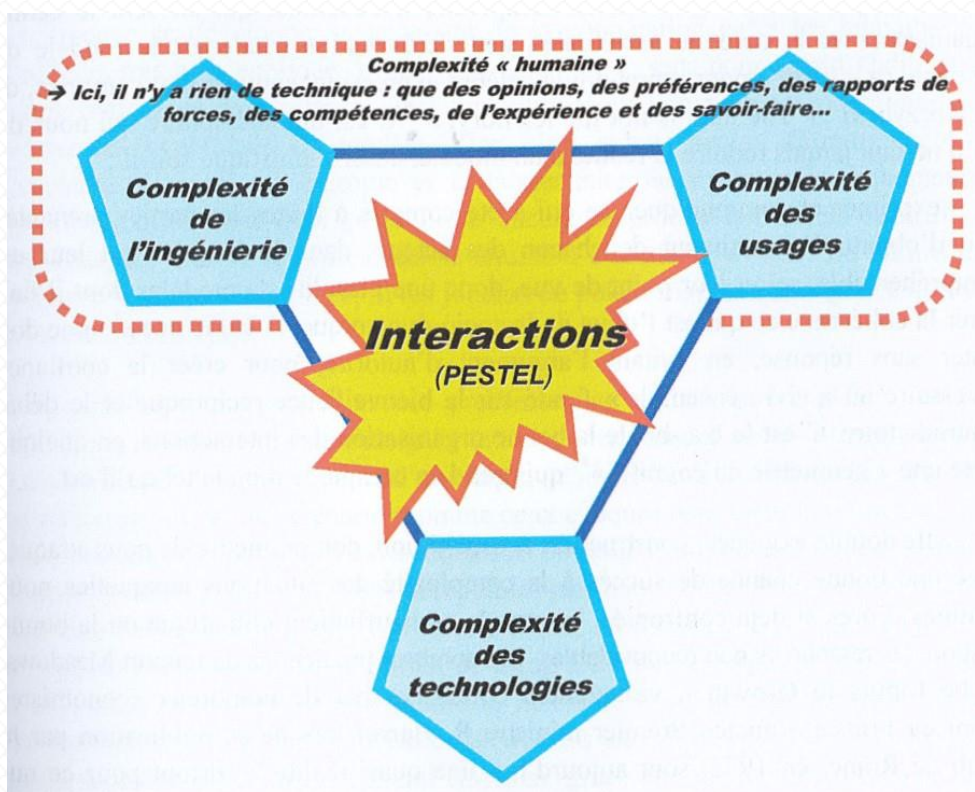 Complexité « humaine »
→ Ici, il n'y a rien de technique : que des opinions, des préférences, des rapports de
forces, des compétences, de l'expérience et des savoir-faire...
Complexité
de
l'ingénierie
Complexité
des
usages
Interactions
(PESTEL)
Complexité
des
technologies